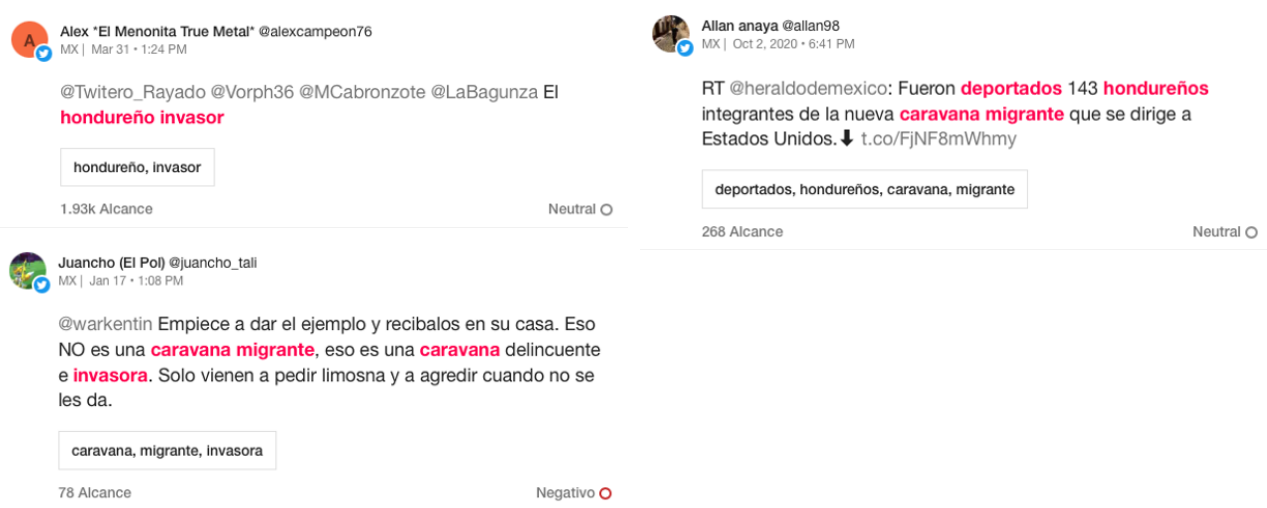 A
Alex *El Menonita True Metal* @alexcampeon76
MX | Mar 31 • 1:24 PM
@Twitero_Rayado @Vorph36 @MCabronzote @LaBagunza El
hondureño invasor
hondureño, invasor
1.93k Alcance
Neutral
Juancho (El Pol) @juancho_tali
MX | Jan 17 • 1:08 PM
@warkentin Empiece a dar el ejemplo y recibalos en su casa. Eso
NO es una caravana migrante, eso es una caravana delincuente
e invasora. Solo vienen a pedir limosna y a agredir cuando no se
les da.
caravana, migrante, invasora
78 Alcance
Negativo
Allan anaya @allan98
MX | Oct 2, 2020 • 6:41 PM
RT @heraldodemexico: Fueron deportados 143 hondureños
integrantes de la nueva caravana migrante que se dirige a
Estados Unidos.⬇ t.co/FjNF8mWhmy
deportados, hondureños, caravana, migrante
268 Alcance
Neutral